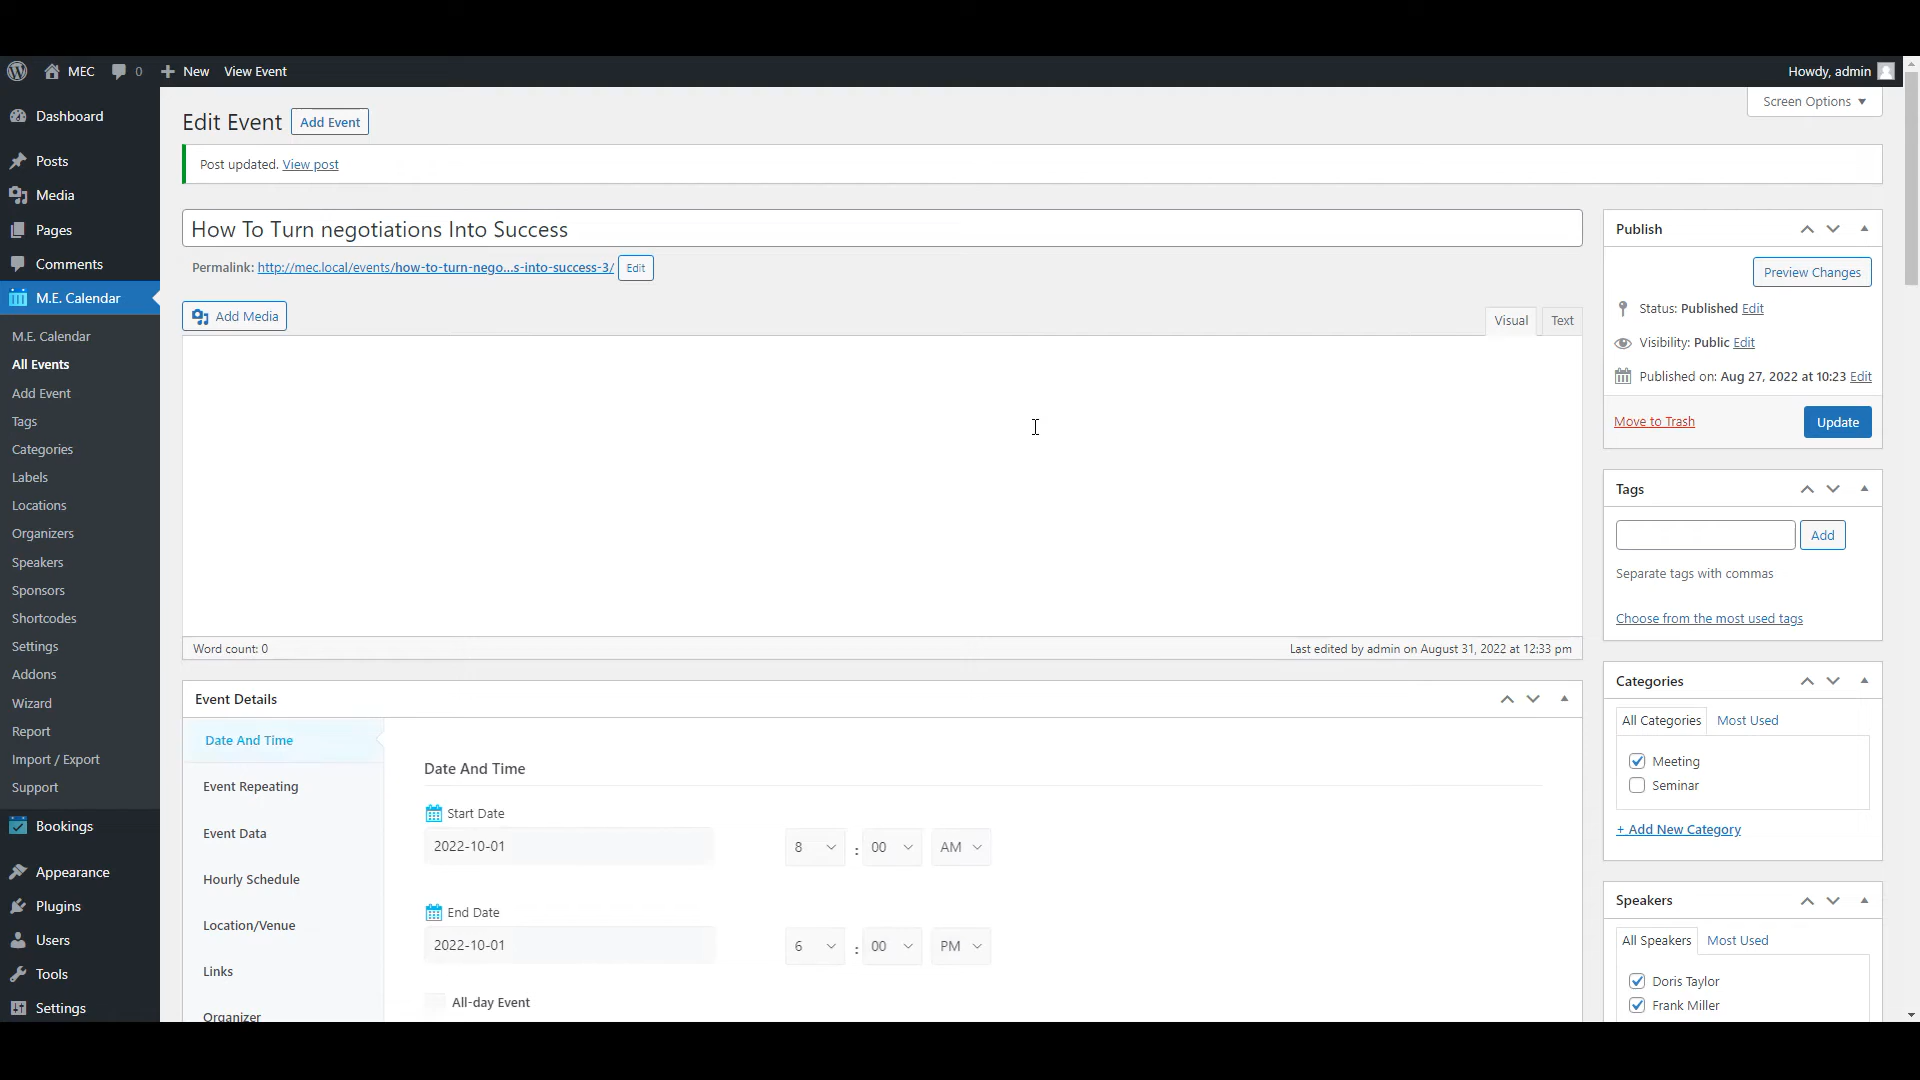 MEC 0 New View Event Howdy, admin
Screen Options
Dashboard
Posts
Media
Pages
Comments
M.E. Calendar
M.E. Calendar
All Events
Add Event
Tags
Categories
Labels
Locations
Organizers
Speakers
Sponsors
Shortcodes
Settings
Addons
Wizard
Report
Import / Export
Support
Bookings
Appearance
Plugins
Users
Tools
Settings
Edit Event Add Event
Post updated. View post
How To Turn negotiations Into Success
Permalink: http://mec.local/events/how-to-turn-nego...s-into-success-3/ Edit
Add Media Visual Text
Word count: 0 Last edited by admin on August 31, 2022 at 12:33 pm
Event Details
Date And Time
Event Repeating
Event Data
Hourly Schedule
Location/Venue
Links
Organizer
Date And Time
Start Date
2022-10-01 8 : 00 AM
End Date
2022-10-01 6 : 00 PM
All-day Event
Publish
Preview Changes
Status: Published Edit
Visibility: Public Edit
Published on: Aug 27, 2022 at 10:23 Edit
Move to Trash Update
Tags
Add
Separate tags with commas
Choose from the most used tags
Categories
All Categories Most Used
Meeting
Seminar
+ Add New Category
Speakers
All Speakers Most Used
Doris Taylor
Frank Miller